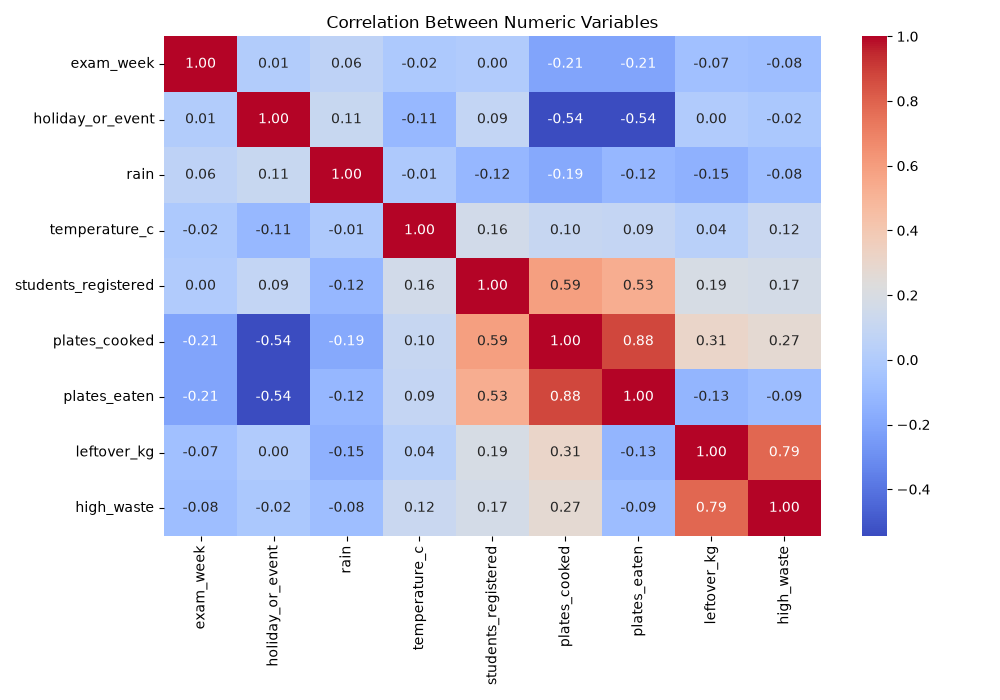 Correlation Between Numeric Variables
exam_week 1.00 0.01 0.06 -0.02 0.00 -0.21 -0.21 -0.07 -0.08
holiday_or_event 0.01 1.00 0.11 -0.11 0.09 -0.54 -0.54 0.00 -0.02
rain 0.06 0.11 1.00 -0.01 -0.12 -0.19 -0.12 -0.15 -0.08
temperature_c -0.02 -0.11 -0.01 1.00 0.16 0.10 0.09 0.04 0.12
students_registered 0.00 0.09 -0.12 0.16 1.00 0.59 0.53 0.19 0.17
plates_cooked -0.21 -0.54 -0.19 0.10 0.59 1.00 0.88 0.31 0.27
plates_eaten -0.21 -0.54 -0.12 0.09 0.53 0.88 1.00 -0.13 -0.09
leftover_kg -0.07 0.00 -0.15 0.04 0.19 0.31 -0.13 1.00 0.79
high_waste -0.08 -0.02 -0.08 0.12 0.17 0.27 -0.09 0.79 1.00
exam_week
holiday_or_event
rain
temperature_c
students_registered
plates_cooked
plates_eaten
leftover_kg
high_waste
1.0
0.8
0.6
0.4
0.2
0.0
−0.2
−0.4